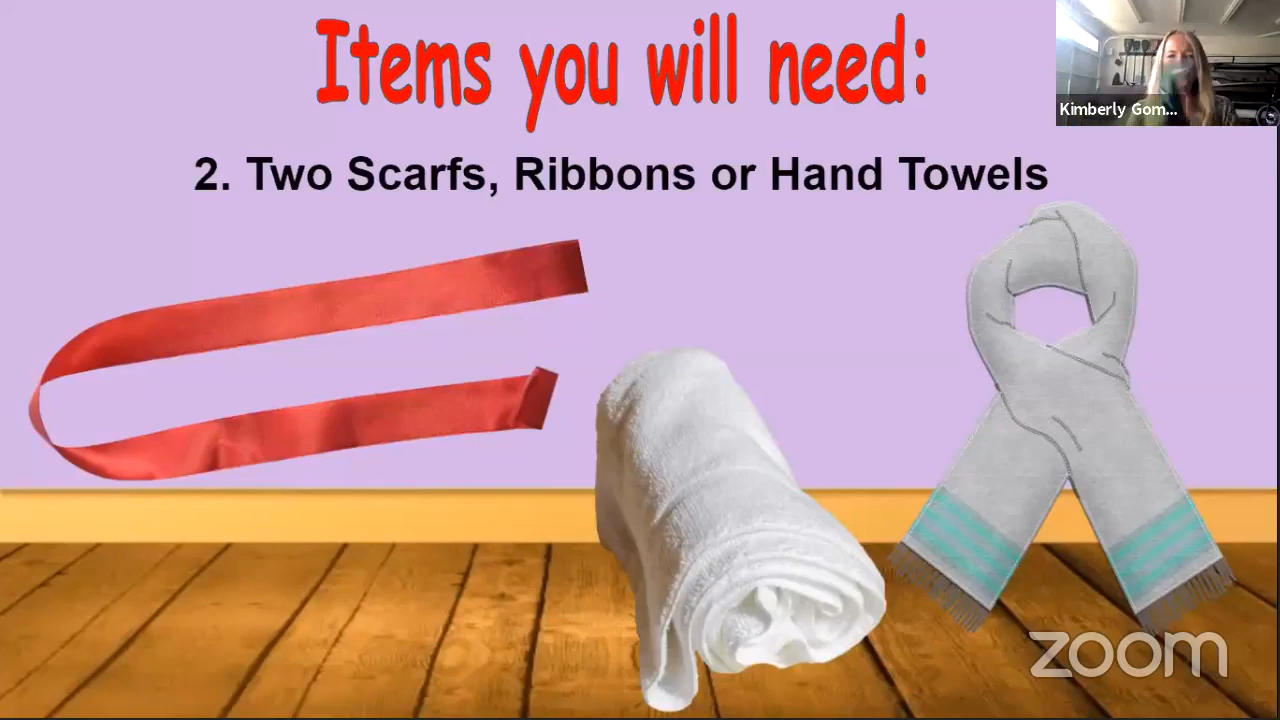 Items you will need:
Kimberly Gom...
2. Two Scarfs, Ribbons or Hand Towels
zoom